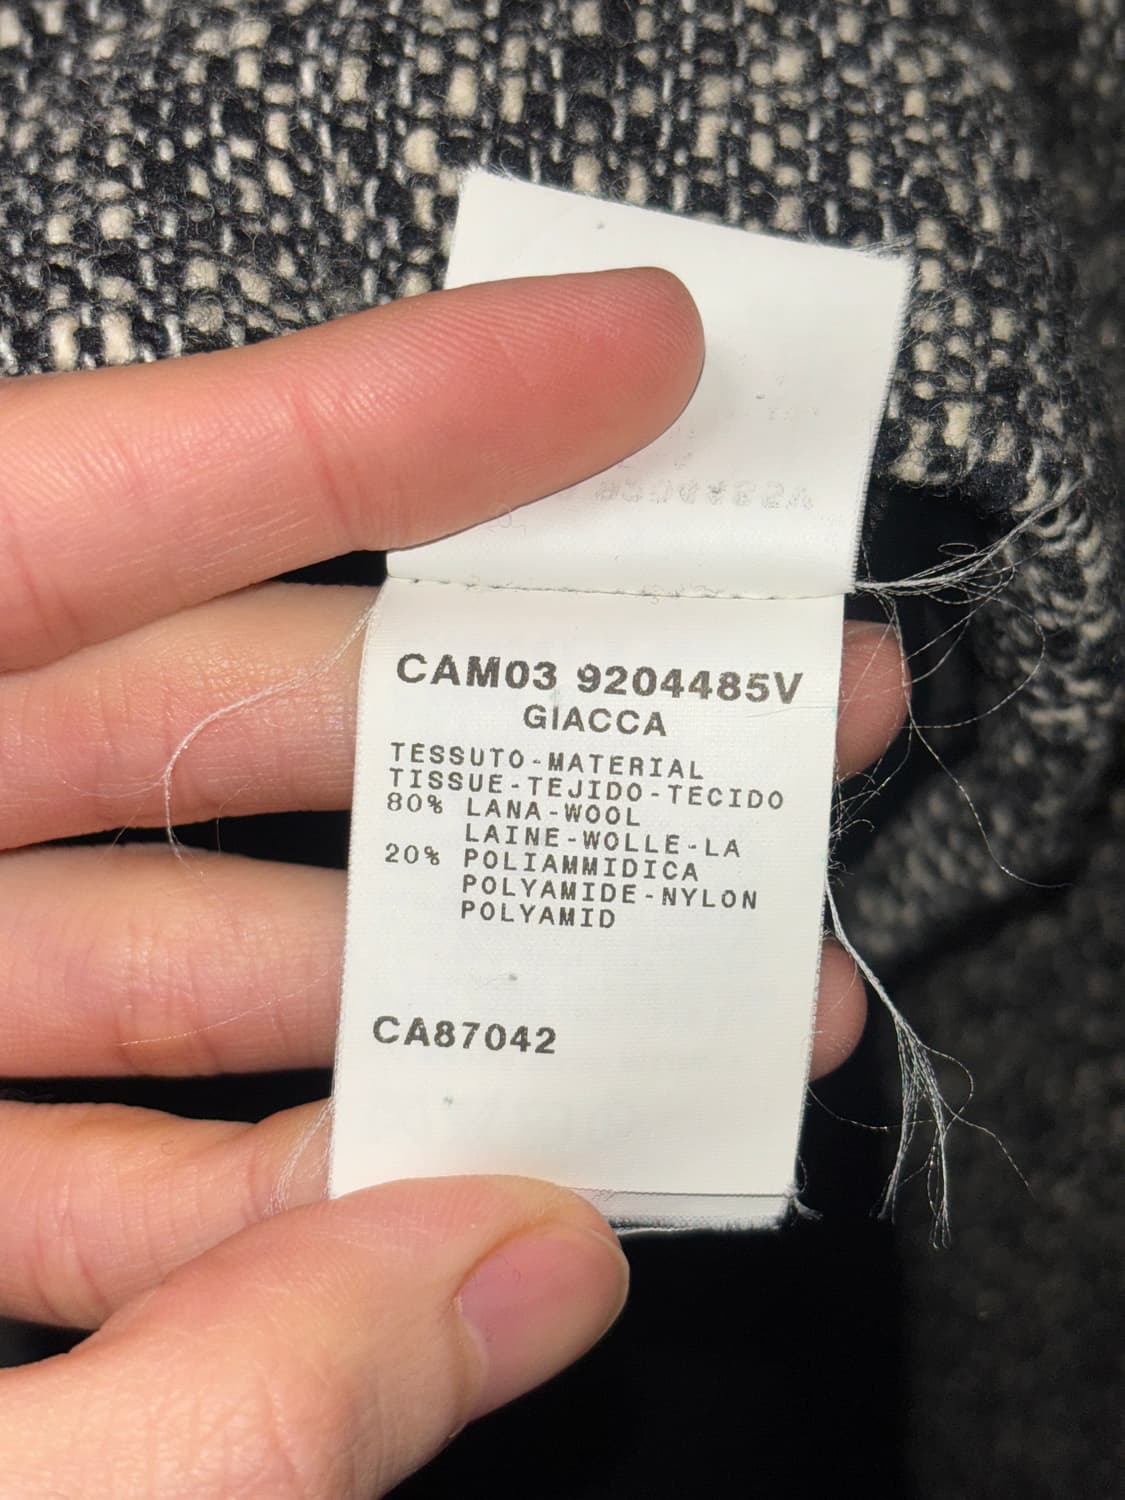 CAM03 9204485V
GIACCA
TESSUTO-MATERIAL
TISSUE-TEJIDO-TECIDO
80% LANA-WOOL
LAINE-WOLLE-LA
20% POLIAMMIDICA
POLYAMIDE-NYLON
POLYAMID
CA87042